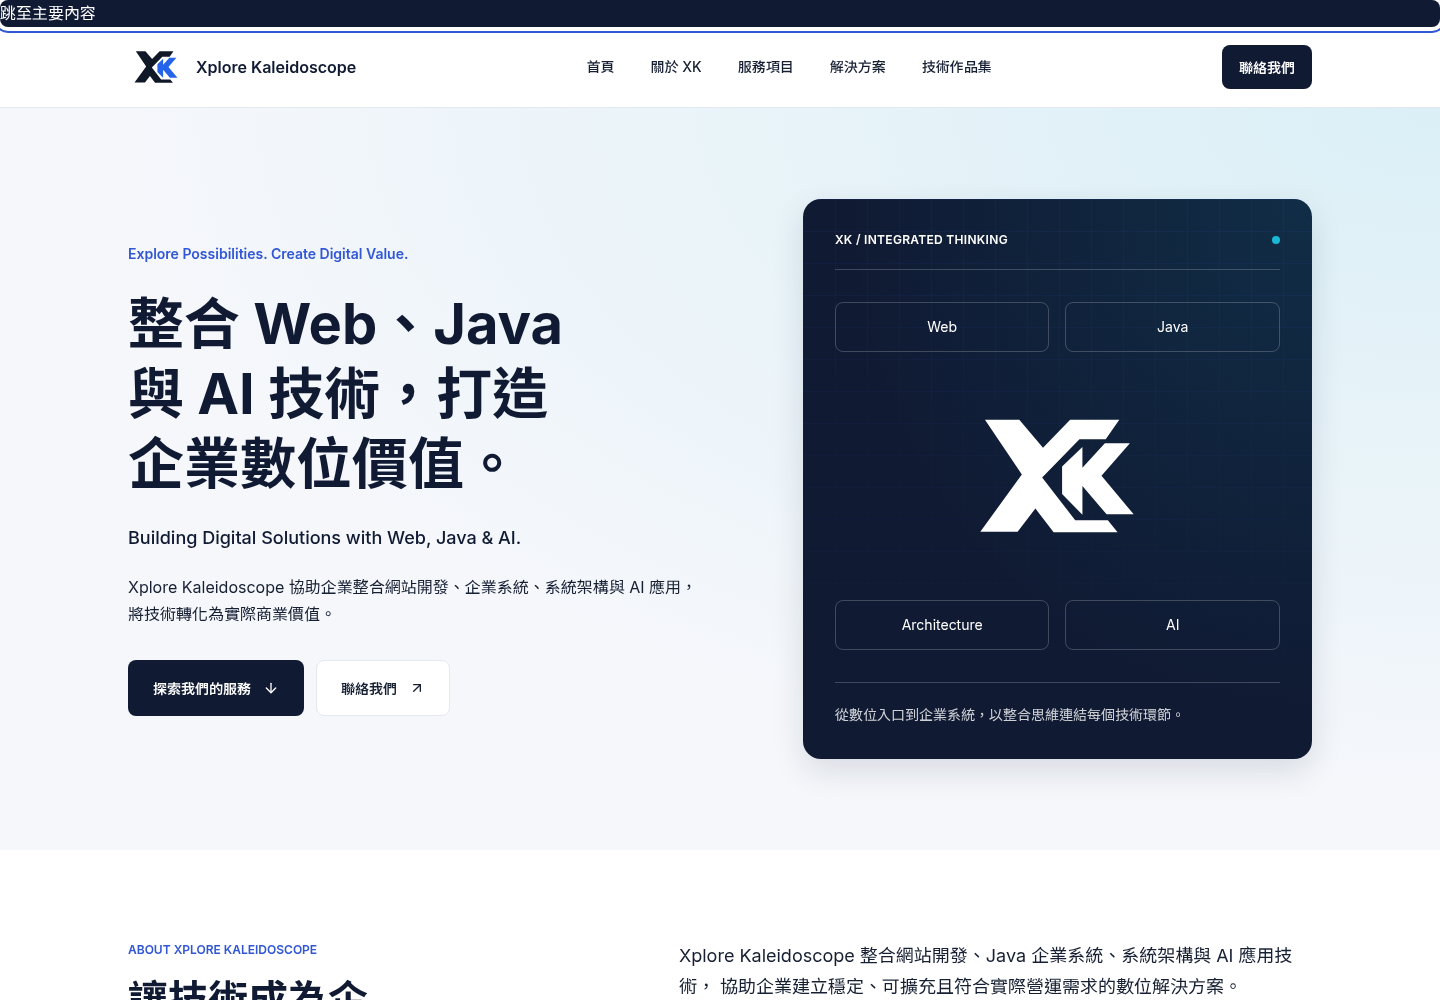 跳至主要內容
XK
Xplore Kaleidoscope
首頁
關於 XK
服務項目
解決方案
技術作品集
聯絡我們
Explore Possibilities. Create Digital Value.
整合 Web、Java
與 AI 技術，打造
企業數位價值。
Building Digital Solutions with Web, Java & AI.
Xplore Kaleidoscope 協助企業整合網站開發、企業系統、系統架構與 AI 應用，
將技術轉化為實際商業價值。
探索我們的服務
聯絡我們
XK / INTEGRATED THINKING
Web
Java
XK
Architecture
AI
從數位入口到企業系統，以整合思維連結每個技術環節。
ABOUT XPLORE KALEIDOSCOPE
讓技術成為企
Xplore Kaleidoscope 整合網站開發、Java 企業系統、系統架構與 AI 應用技
術， 協助企業建立穩定、可擴充且符合實際營運需求的數位解決方案。